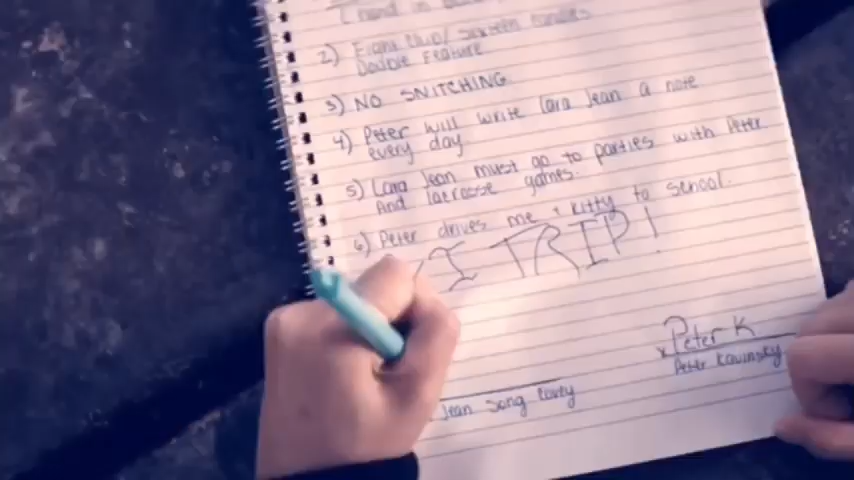 2) Fight Club/ Sixteen Candles
Double Feature
3) NO SNITCHING
4) Peter will write Lara Jean a note
every day
5) Lara Jean must go to parties with Peter
And lacrosse games.
6) Peter drives me + kitty to school.
I TRIP!
Peter K
x
Peter Kavinsky
Jean Song Covey